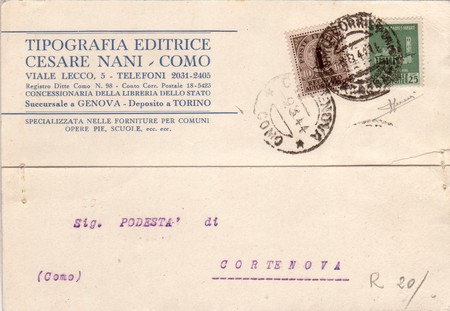 TIPOGRAFIA EDITRICE
CESARE NANI - COMO
VIALE LECCO, 5 - TELEFONI 2031-2405
Registro Ditte Como N. 98 - Conto Corr. Postale 18-5423
CONCESSIONARIA DELLA LIBRERIA DELLO STATO
Succursale a GENOVA - Deposito a TORINO
SPECIALIZZATA NELLE FORNITURE PER COMUNI
OPERE PIE, SCUOLE, ecc. ecc.
25
COMO
Sig. PODESTA' di
CORTENOVA
(Como)
R 20/